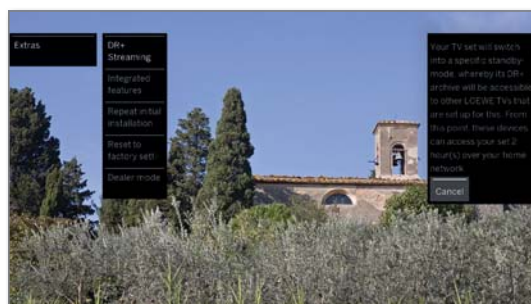 Extras
DR+
Streaming
Integrated
features
Repeat initial
installation
Reset to
factory sett
Dealer mode
Your TV set will switch
into a specific standby-
mode, whereby its DR+
archive will be accessible
to other LOEWE TVs that
are set up for this. From
this point, these devices
can access your set 2
hour(s) over your home
network.
Cancel